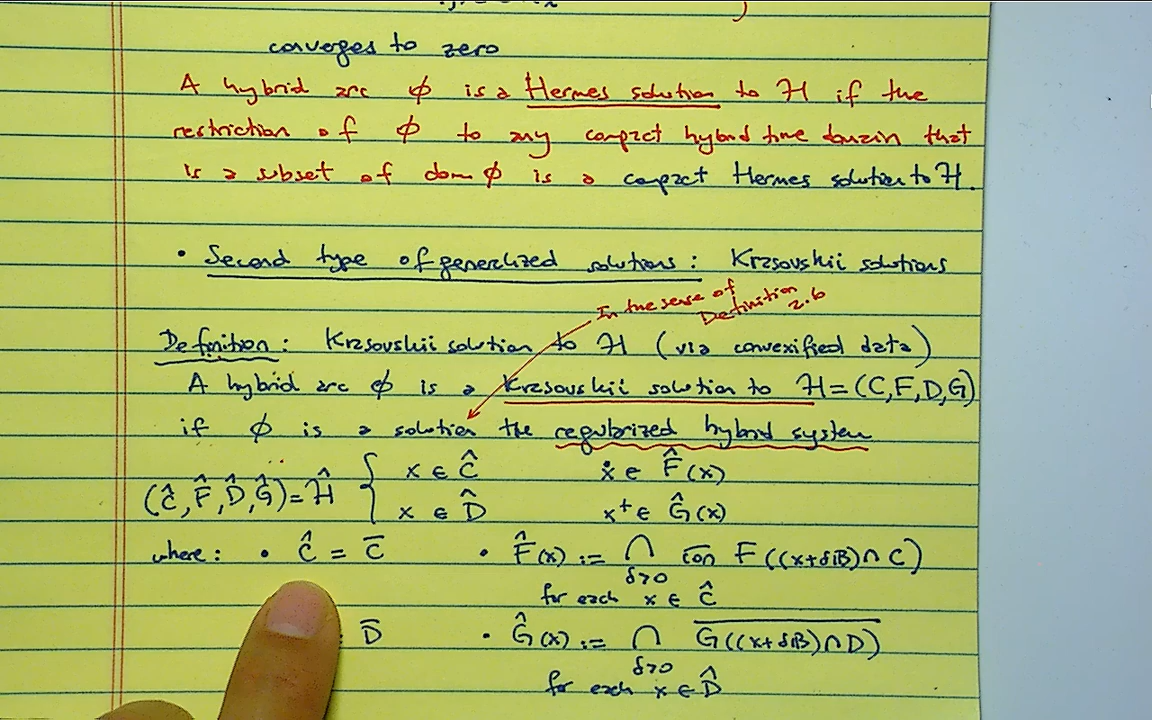 converges to zero
A hybrid arc ϕ is a Hermes solution to H if the
restriction of ϕ to any compact hybrid time domain that
is a subset of dom ϕ is a compact Hermes solution to H.
• Second type of generalized solutions: Krasovskii solutions
In the sense of
Definition 2.6
Definition: Krasovskii solution to H (via convexified data)
A hybrid arc ϕ is a Krasovskii solution to H = (C,F,D,G)
if ϕ is a solution the regularized hybrid system
(Ĉ, F̂, D̂, Ĝ) = Ĥ { x ∈ Ĉ ẋ ∈ F̂(x)
x ∈ D̂ x⁺ ∈ Ĝ(x)
where: • Ĉ = C̅ • F̂(x) := ⋂ δ>0 c̅o̅n̅ F((x+δB)∩C)
for each x ∈ Ĉ
: D̅ • Ĝ(x) := ⋂ δ>0 \overline{G((x+δB)∩D)}
for each x ∈ D̂